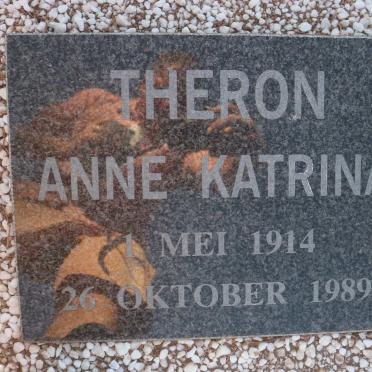 THERON
ANNE KATRINA
1 MEI 1914
26 OKTOBER 1989